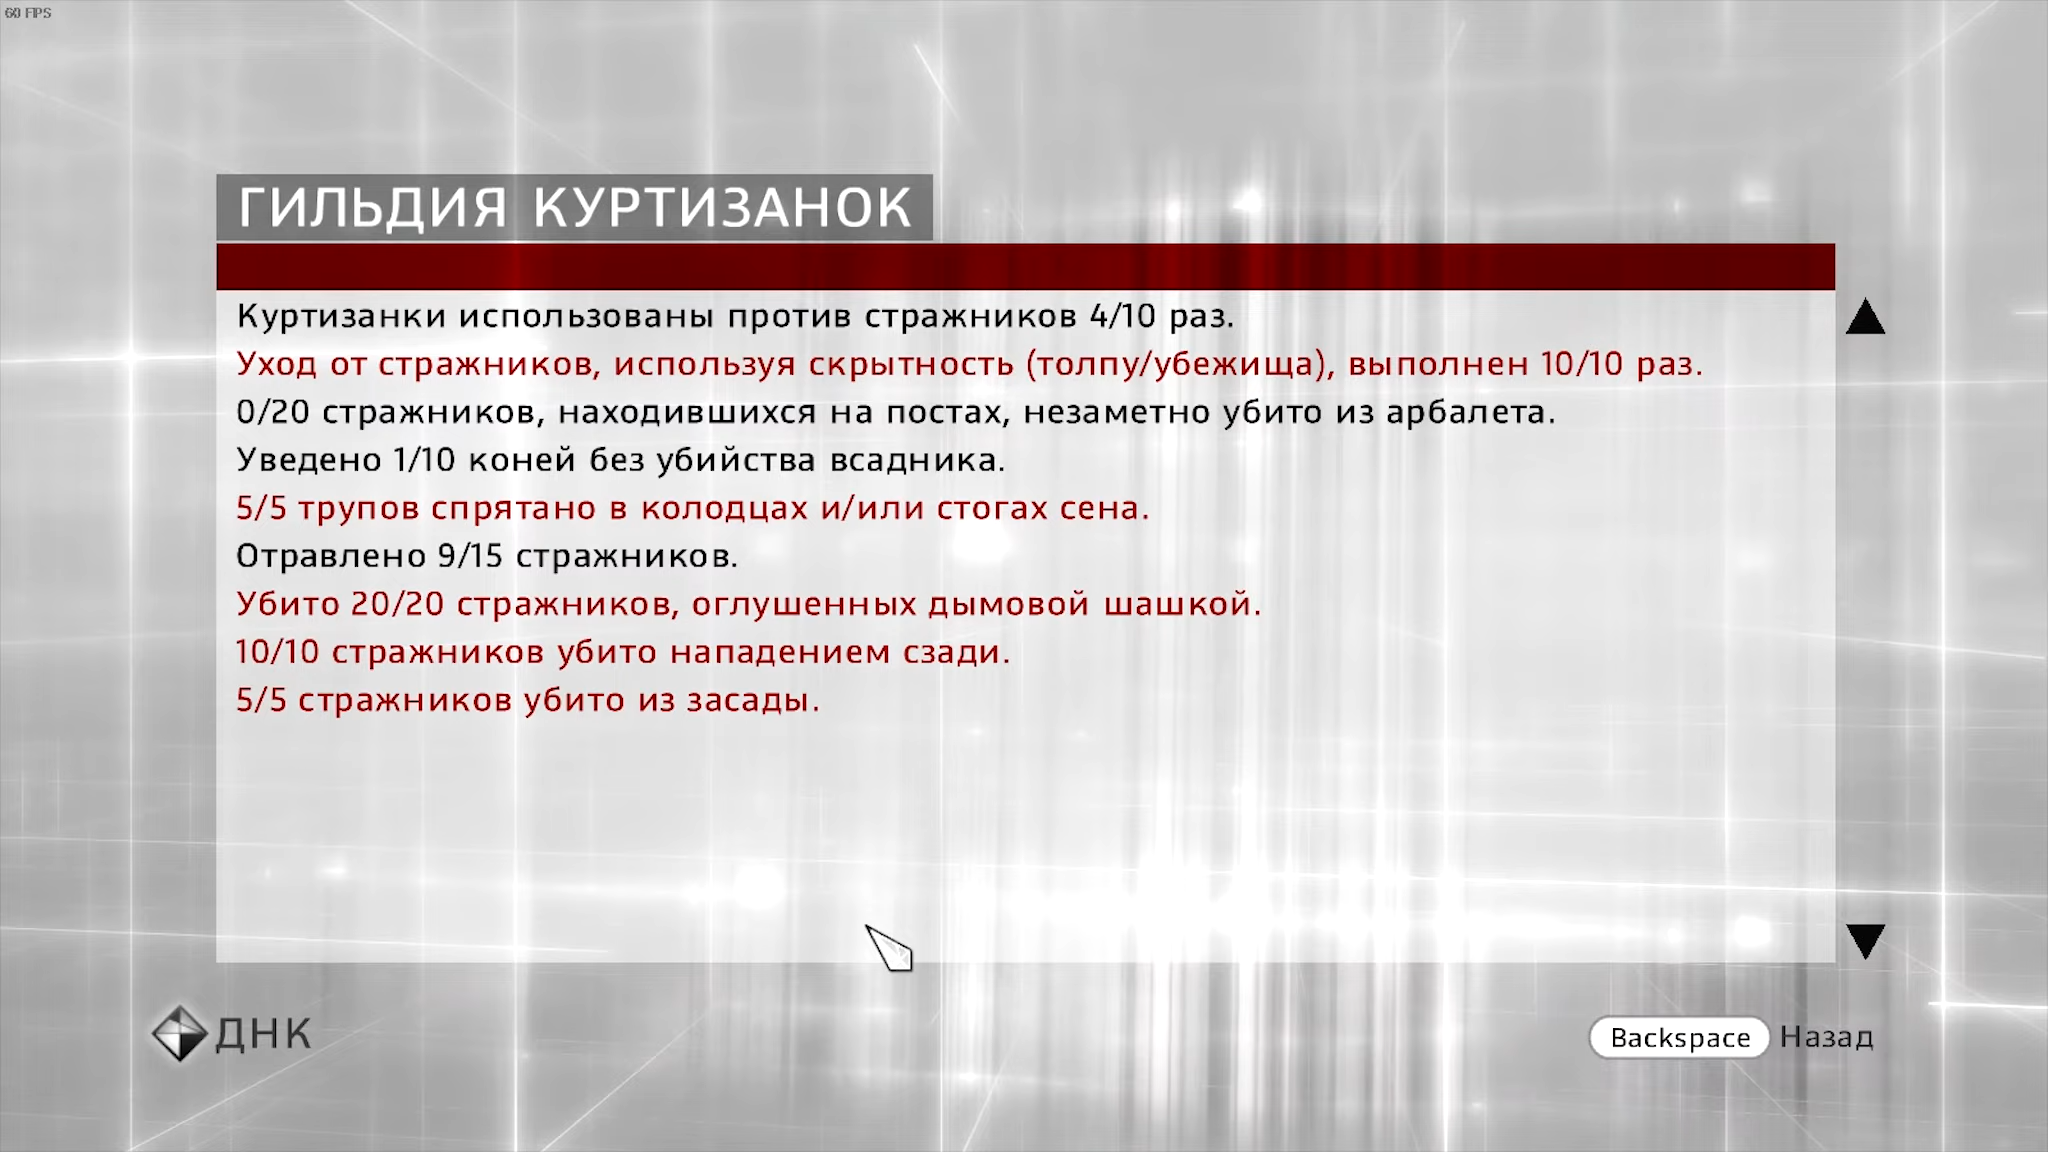 60 FPS
ГИЛЬДИЯ КУРТИЗАНОК
Куртизанки использованы против стражников 4/10 раз.
Уход от стражников, используя скрытность (толпу/убежища), выполнен 10/10 раз.
0/20 стражников, находившихся на постах, незаметно убито из арбалета.
Уведено 1/10 коней без убийства всадника.
5/5 трупов спрятано в колодцах и/или стогах сена.
Отравлено 9/15 стражников.
Убито 20/20 стражников, оглушенных дымовой шашкой.
10/10 стражников убито нападением сзади.
5/5 стражников убито из засады.
ДНК
Backspace Назад